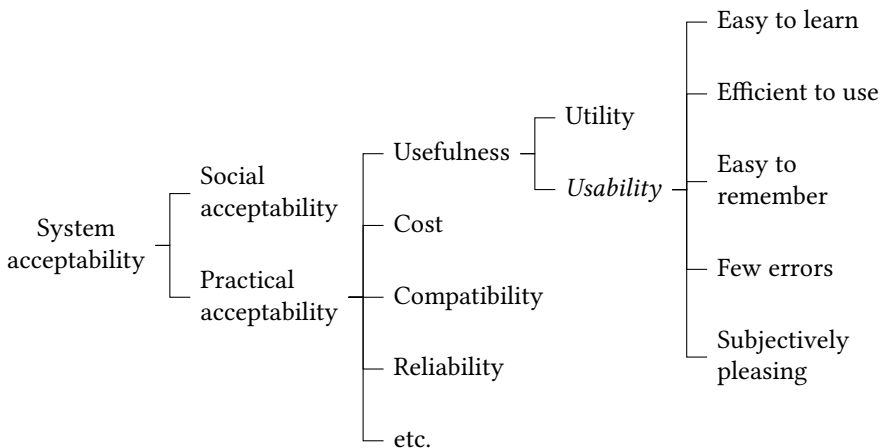 System
acceptability
Social
acceptability
Practical
acceptability
Usefulness
Cost
Compatibility
Reliability
etc.
Utility
Usability
Easy to learn
Efficient to use
Easy to
remember
Few errors
Subjectively
pleasing